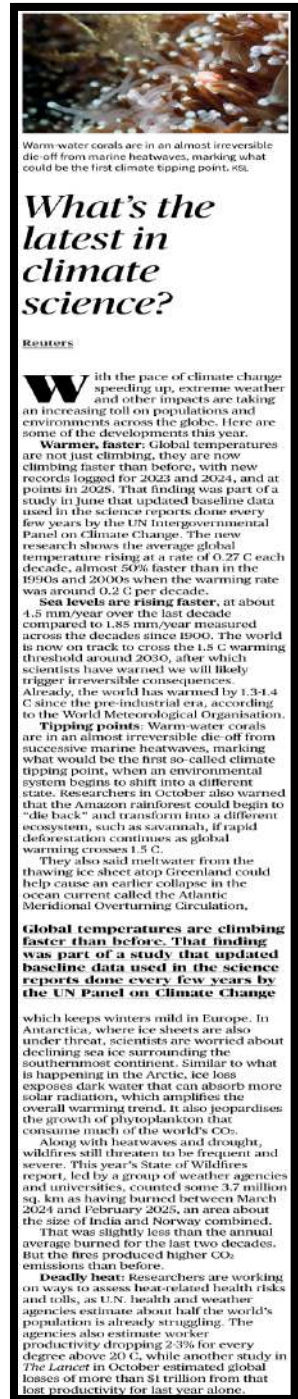 Warm-water corals are in an almost irreversible
die-off from marine heatwaves, marking what
could be the first climate tipping point. KSL
What's the
latest in
climate
science?
Reuters
With the pace of climate change
speeding up, extreme weather
and other impacts are taking
an increasing toll on populations and
environments across the globe. Here are
some of the developments this year.
Warmer, faster: Global temperatures
are not just climbing, they are now
climbing faster than before, with new
records logged for 2023 and 2024, and at
points in 2025. That finding was part of a
study in June that updated baseline data
used in the science reports done every
few years by the UN Intergovernmental
Panel on Climate Change. The new
research shows the average global
temperature rising at a rate of 0.27 C each
decade, almost 50% faster than in the
1990s and 2000s when the warming rate
was around 0.2 C per decade.
Sea levels are rising faster, at about
4.5 mm/year over the last decade
compared to 1.85 mm/year measured
across the decades since 1900. The world
is now on track to cross the 1.5 C warming
threshold around 2030, after which
scientists have warned we will likely
trigger irreversible consequences.
Already, the world has warmed by 1.3-1.4
C since the pre-industrial era, according
to the World Meteorological Organisation.
Tipping points: Warm-water corals
are in an almost irreversible die-off from
successive marine heatwaves, marking
what would be the first so-called climate
tipping point, when an environmental
system begins to shift into a different
state. Researchers in October also warned
that the Amazon rainforest could begin to
"die back" and transform into a different
ecosystem, such as savannah, if rapid
deforestation continues as global
warming crosses 1.5 C.
They also said meltwater from the
thawing ice sheet atop Greenland could
help cause an earlier collapse in the
ocean current called the Atlantic
Meridional Overturning Circulation,
Global temperatures are climbing
faster than before. That finding
was part of a study that updated
baseline data used in the science
reports done every few years by
the UN Panel on Climate Change
which keeps winters mild in Europe. In
Antarctica, where ice sheets are also
under threat, scientists are worried about
declining sea ice surrounding the
southernmost continent. Similar to what
is happening in the Arctic, ice loss
exposes dark water that can absorb more
solar radiation, which amplifies the
overall warming trend. It also jeopardises
the growth of phytoplankton that
consume much of the world's CO₂.
Along with heatwaves and drought,
wildfires still threaten to be frequent and
severe. This year's State of Wildfires
report, led by a group of weather agencies
and universities, counted some 3.7 million
sq. km as having burned between March
2024 and February 2025, an area about
the size of India and Norway combined.
That was slightly less than the annual
average burned for the last two decades.
But the fires produced higher CO₂
emissions than before.
Deadly heat: Researchers are working
on ways to assess heat-related health risks
and tolls, as U.N. health and weather
agencies estimate about half the world's
population is already struggling. The
agencies also estimate worker
productivity dropping 2-3% for every
degree above 20 C, while another study in
The Lancet in October estimated global
losses of more than $1 trillion from that
lost productivity for last year alone.